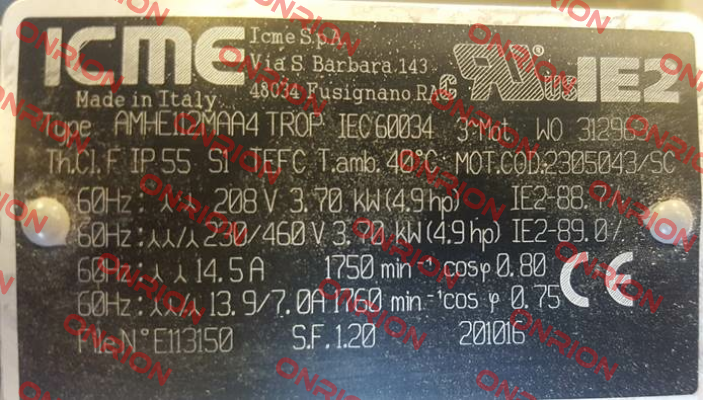 ICME
Icme S.p.A.
Via S. Barbara. 143
48034 Fusignano. RA
Made in Italy
C RU ® US IE2
Type AMHE112MAA4 TROP IEC 60034 3~Mot. WO
Th.Cl.F IP 55 S1 TEFC T.amb. 40°C MOT.COD.2305043/SC
60Hz: ⅄⅄ 208 V 3.70 kW (4.9 hp) IE2-88.
60Hz: ⅄⅄/⅄ 230/460 V 3.70 kW (4.9 hp) IE2-89.0/.
60Hz: ⅄ ⅄ 14.5 A 1750 min⁻¹ cosφ 0.80
60Hz: ⅄⅄/⅄ 13.9/7.0A 1760 min⁻¹ cos φ 0.75
CE
File N° E113150 S.F. 1.20 201016
ONRION